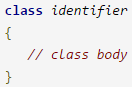 class identifier
{
   // class body
}